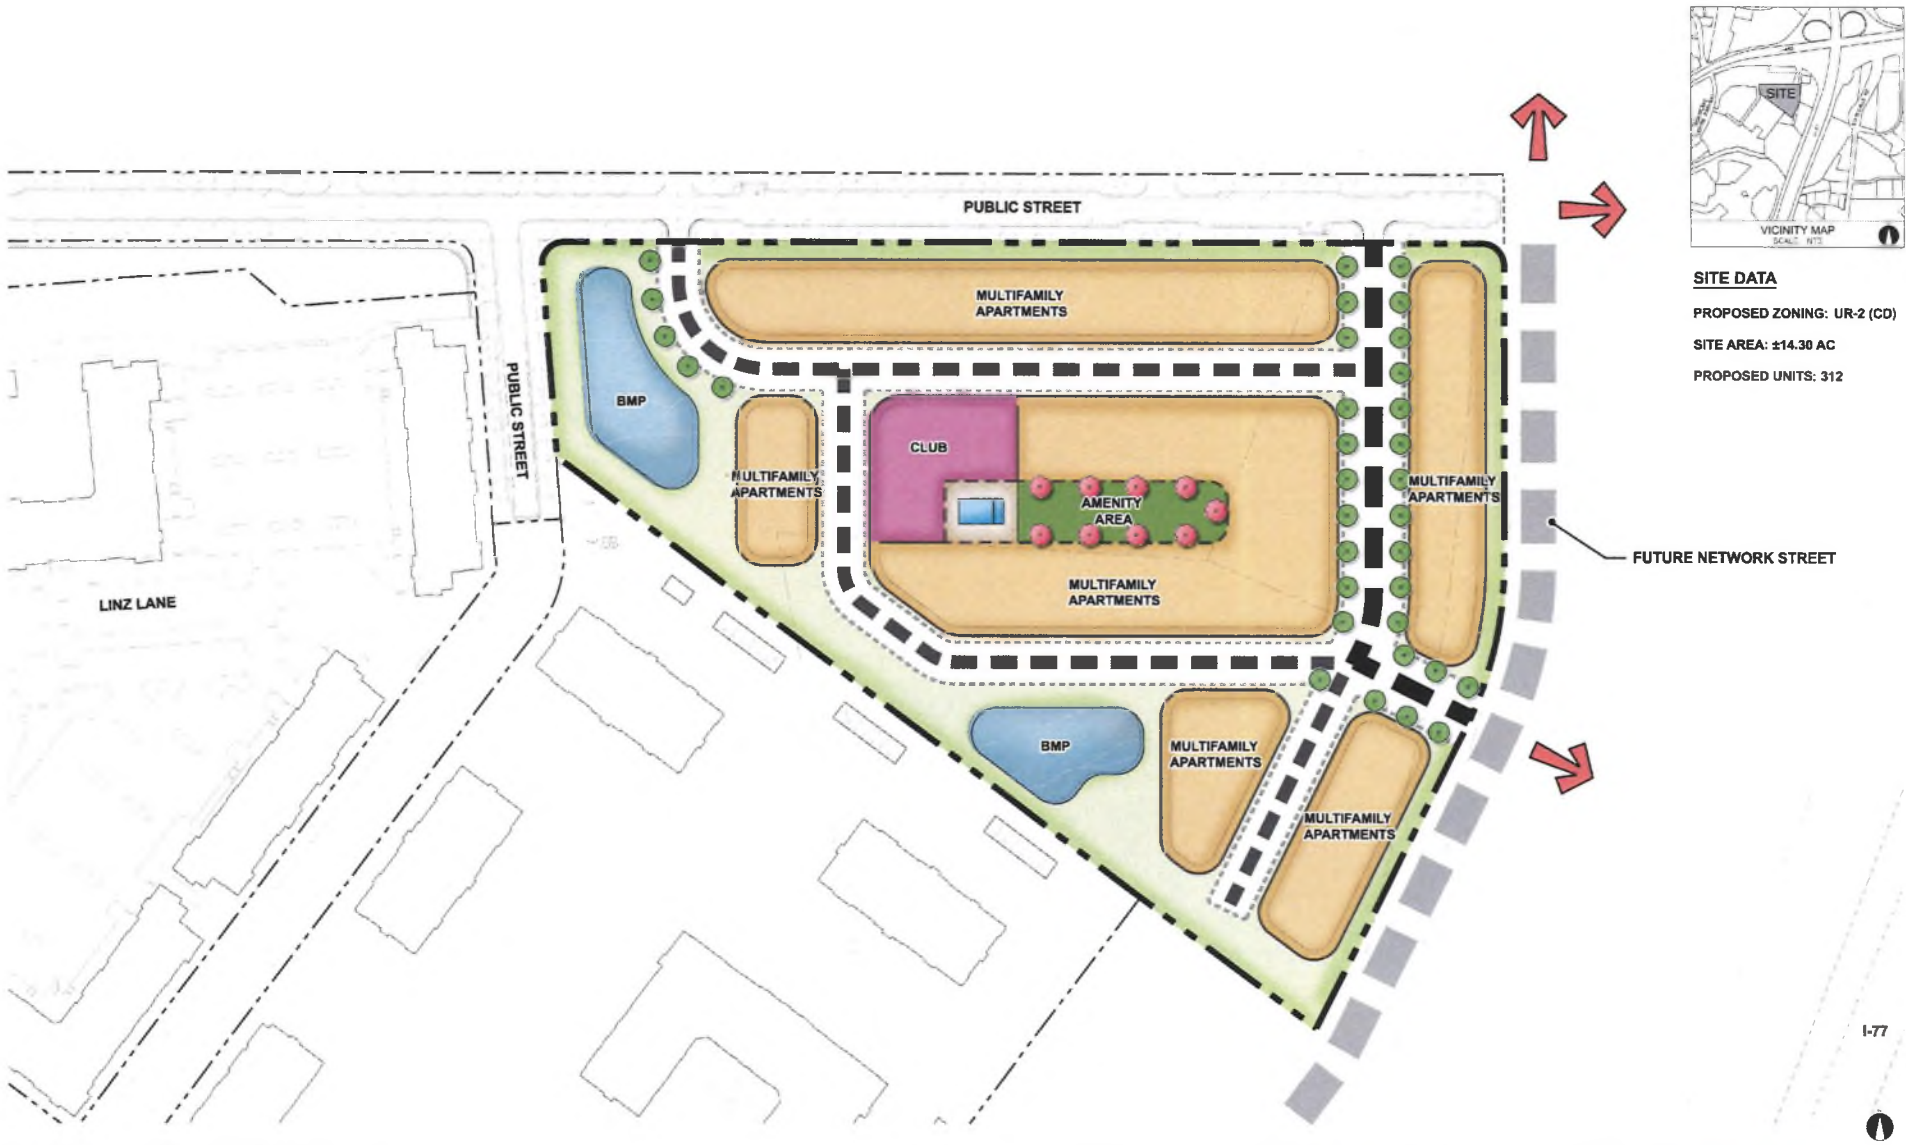 SITE
VICINITY MAP
SCALE: NTS
SITE DATA
PROPOSED ZONING: UR-2 (CD)
SITE AREA: ±14.30 AC
PROPOSED UNITS: 312
PUBLIC STREET
PUBLIC STREET
MULTIFAMILY
APARTMENTS
BMP
MULTIFAMILY
APARTMENTS
CLUB
AMENITY
AREA
MULTIFAMILY
APARTMENTS
MULTIFAMILY
APARTMENTS
FUTURE NETWORK STREET
LINZ LANE
BMP
MULTIFAMILY
APARTMENTS
MULTIFAMILY
APARTMENTS
I-77